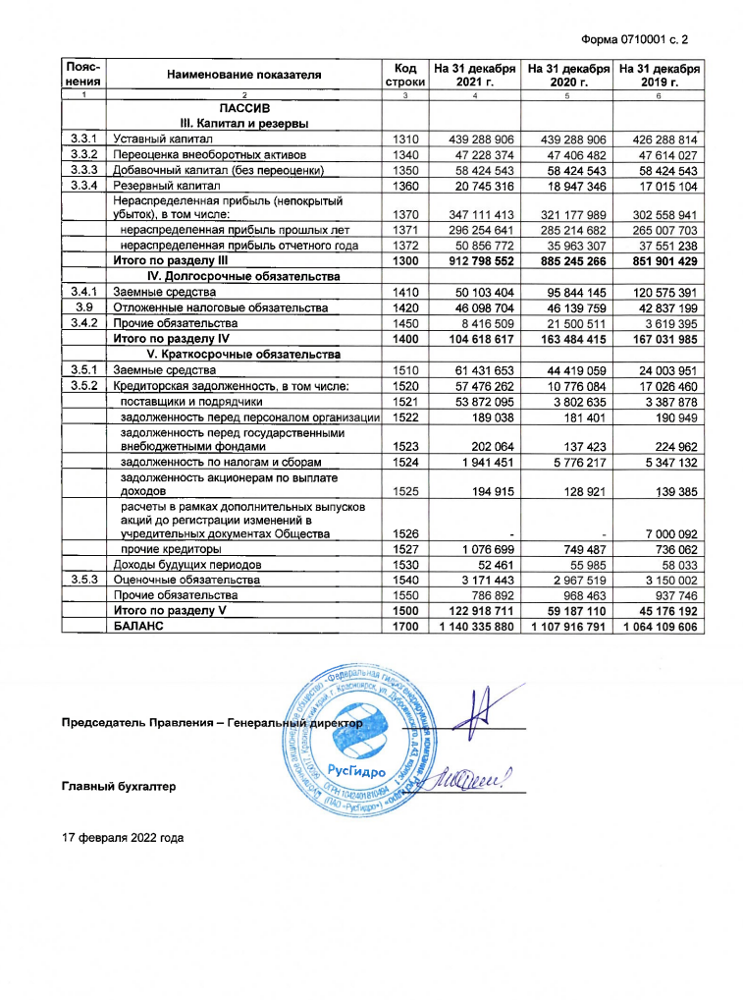 Форма 0710001 с. 2
Пояс-нения | Наименование показателя | Код строки | На 31 декабря 2021 г. | На 31 декабря 2020 г. | На 31 декабря 2019 г.
1 | 2 | 3 | 4 | 5 | 6
ПАССИВ
III. Капитал и резервы
3.3.1 | Уставный капитал | 1310 | 439 288 906 | 439 288 906 | 426 288 814
3.3.2 | Переоценка внеоборотных активов | 1340 | 47 228 374 | 47 406 482 | 47 614 027
3.3.3 | Добавочный капитал (без переоценки) | 1350 | 58 424 543 | 58 424 543 | 58 424 543
3.3.4 | Резервный капитал | 1360 | 20 745 316 | 18 947 346 | 17 015 104
Нераспределенная прибыль (непокрытый
убыток), в том числе: | 1370 | 347 111 413 | 321 177 989 | 302 558 941
нераспределенная прибыль прошлых лет | 1371 | 296 254 641 | 285 214 682 | 265 007 703
нераспределенная прибыль отчетного года | 1372 | 50 856 772 | 35 963 307 | 37 551 238
Итого по разделу III | 1300 | 912 798 552 | 885 245 266 | 851 901 429
IV. Долгосрочные обязательства
3.4.1 | Заемные средства | 1410 | 50 103 404 | 95 844 145 | 120 575 391
3.9 | Отложенные налоговые обязательства | 1420 | 46 098 704 | 46 139 759 | 42 837 199
3.4.2 | Прочие обязательства | 1450 | 8 416 509 | 21 500 511 | 3 619 395
Итого по разделу IV | 1400 | 104 618 617 | 163 484 415 | 167 031 985
V. Краткосрочные обязательства
3.5.1 | Заемные средства | 1510 | 61 431 653 | 44 419 059 | 24 003 951
3.5.2 | Кредиторская задолженность, в том числе: | 1520 | 57 476 262 | 10 776 084 | 17 026 460
поставщики и подрядчики | 1521 | 53 872 095 | 3 802 635 | 3 387 878
задолженность перед персоналом организации | 1522 | 189 038 | 181 401 | 190 949
задолженность перед государственными
внебюджетными фондами | 1523 | 202 064 | 137 423 | 224 962
задолженность по налогам и сборам | 1524 | 1 941 451 | 5 776 217 | 5 347 132
задолженность акционерам по выплате
доходов | 1525 | 194 915 | 128 921 | 139 385
расчеты в рамках дополнительных выпусков
акций до регистрации изменений в
учредительных документах Общества | 1526 | - | - | 7 000 092
прочие кредиторы | 1527 | 1 076 699 | 749 487 | 736 062
Доходы будущих периодов | 1530 | 52 461 | 55 985 | 58 033
3.5.3 | Оценочные обязательства | 1540 | 3 171 443 | 2 967 519 | 3 150 002
Прочие обязательства | 1550 | 786 892 | 968 463 | 937 746
Итого по разделу V | 1500 | 122 918 711 | 59 187 110 | 45 176 192
БАЛАНС | 1700 | 1 140 335 880 | 1 107 916 791 | 1 064 109 606
Председатель Правления – Генеральный директор
РусГидро
Главный бухгалтер
17 февраля 2022 года